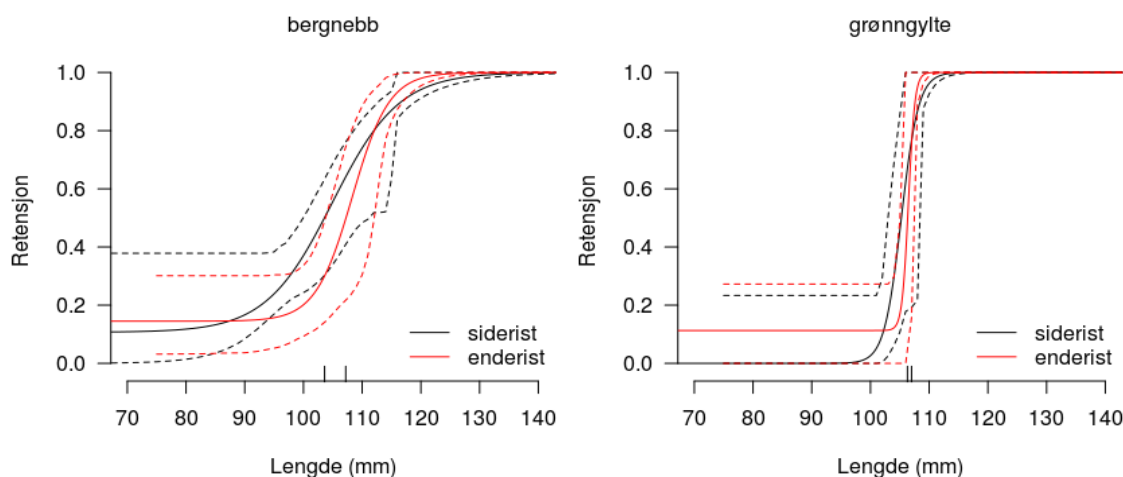 bergnebb
Retensjon
1.0
0.8
0.6
0.4
0.2
0.0
siderist
enderist
70 80 90 100 110 120 130 140
Lengde (mm)
grønngylte
Retensjon
1.0
0.8
0.6
0.4
0.2
0.0
siderist
enderist
70 80 90 100 110 120 130 140
Lengde (mm)